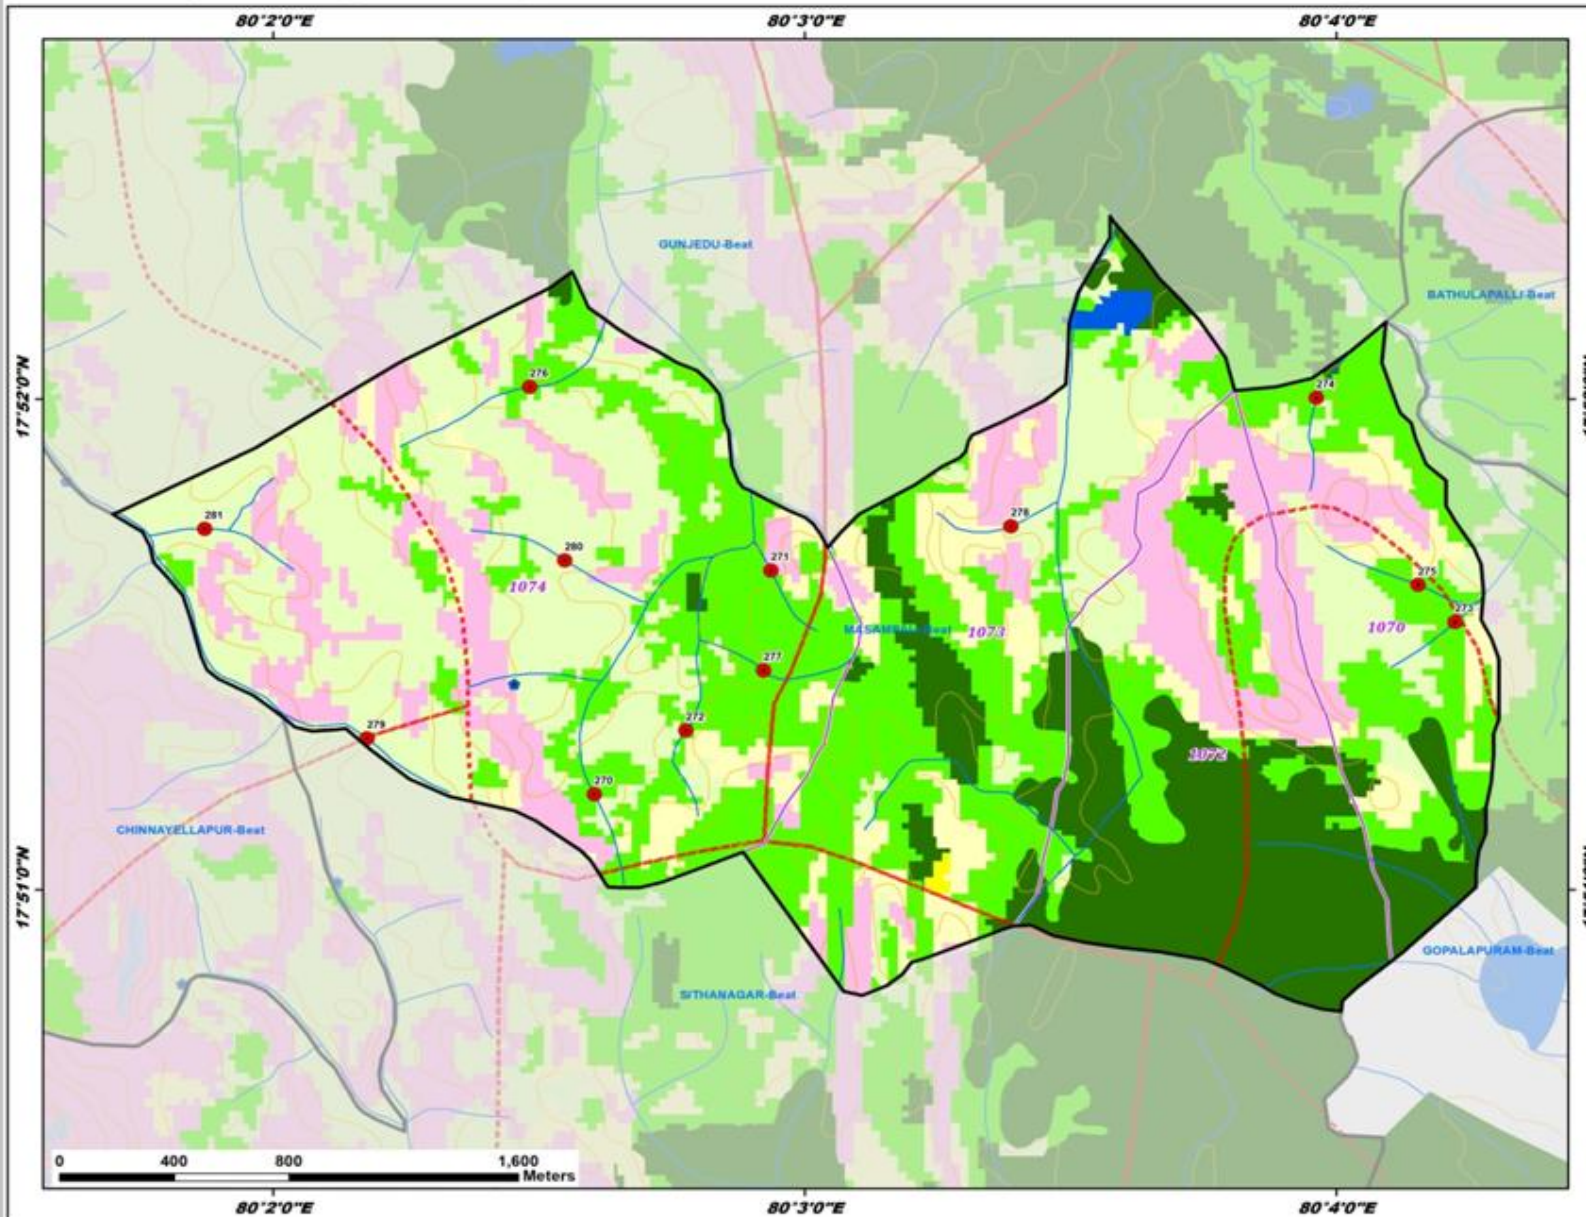 80°2'0"E
80°3'0"E
80°4'0"E
GUNJEDU-Beat
BATHULAPALLI-Beat
276
274
17°52'0"N
281
278
280
271
275
1074
273
1073
1070
277
272
279
1072
270
CHINNAYELLAPUR-Beat
17°51'0"N
GOPALAPURAM-Beat
SITHANAGAR-Beat
0
400
800
1,600
Meters
80°2'0"E
80°3'0"E
80°4'0"E